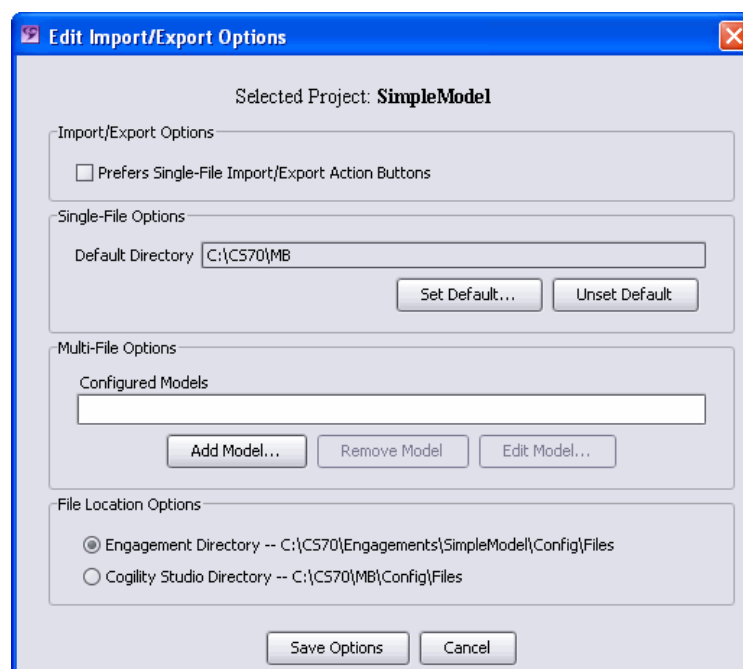 Edit Import/Export Options
Selected Project: SimpleModel
Import/Export Options
Prefers Single-File Import/Export Action Buttons
Single-File Options
Default Directory C:\CS70\MB
Set Default... Unset Default
Multi-File Options
Configured Models
Add Model... Remove Model Edit Model...
File Location Options
Engagement Directory -- C:\CS70\Engagements\SimpleModel\Config\Files
Cogility Studio Directory -- C:\CS70\MB\Config\Files
Save Options Cancel